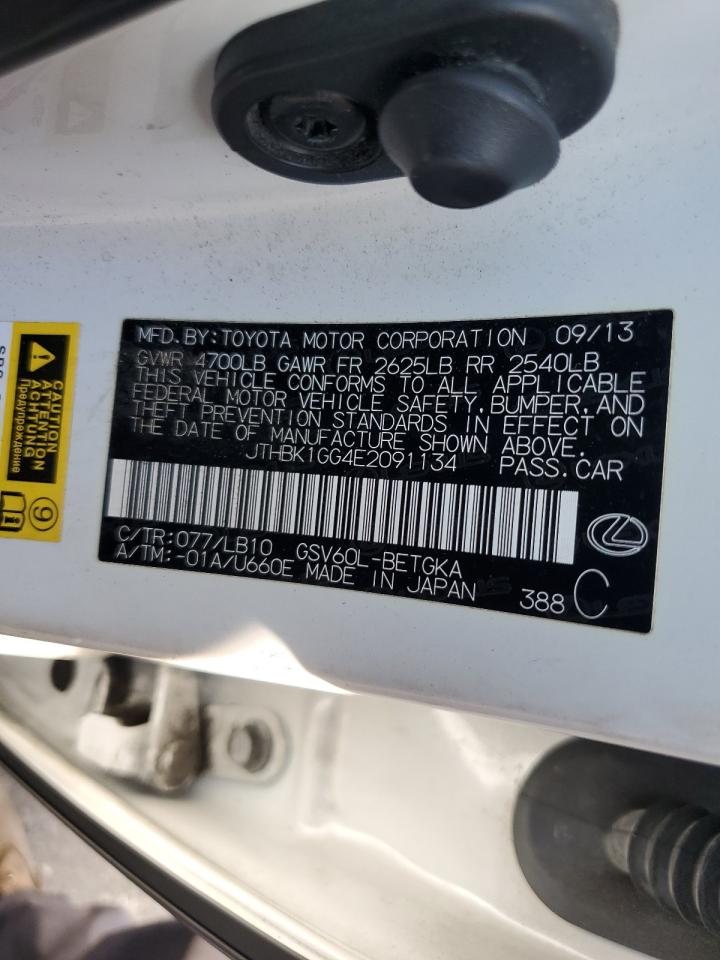 MFD.BY:TOYOTA MOTOR CORPORATION 09/13
GVWR 4700LB GAWR FR 2625LB RR 2540LB
THIS VEHICLE CONFORMS TO ALL APPLICABLE
FEDERAL MOTOR VEHICLE SAFETY,BUMPER,AND
THEFT PREVENTION STANDARDS IN EFFECT ON
THE DATE OF MANUFACTURE SHOWN ABOVE.
JTHBK1GG4E2091134 PASS.CAR
C/TR:077/LB10 GSV60L-BETGKA
A/TM:-01A/U660E MADE IN JAPAN 388 C
CAUTION
ATTENTION
ACHTUNG
Предупреждение
9